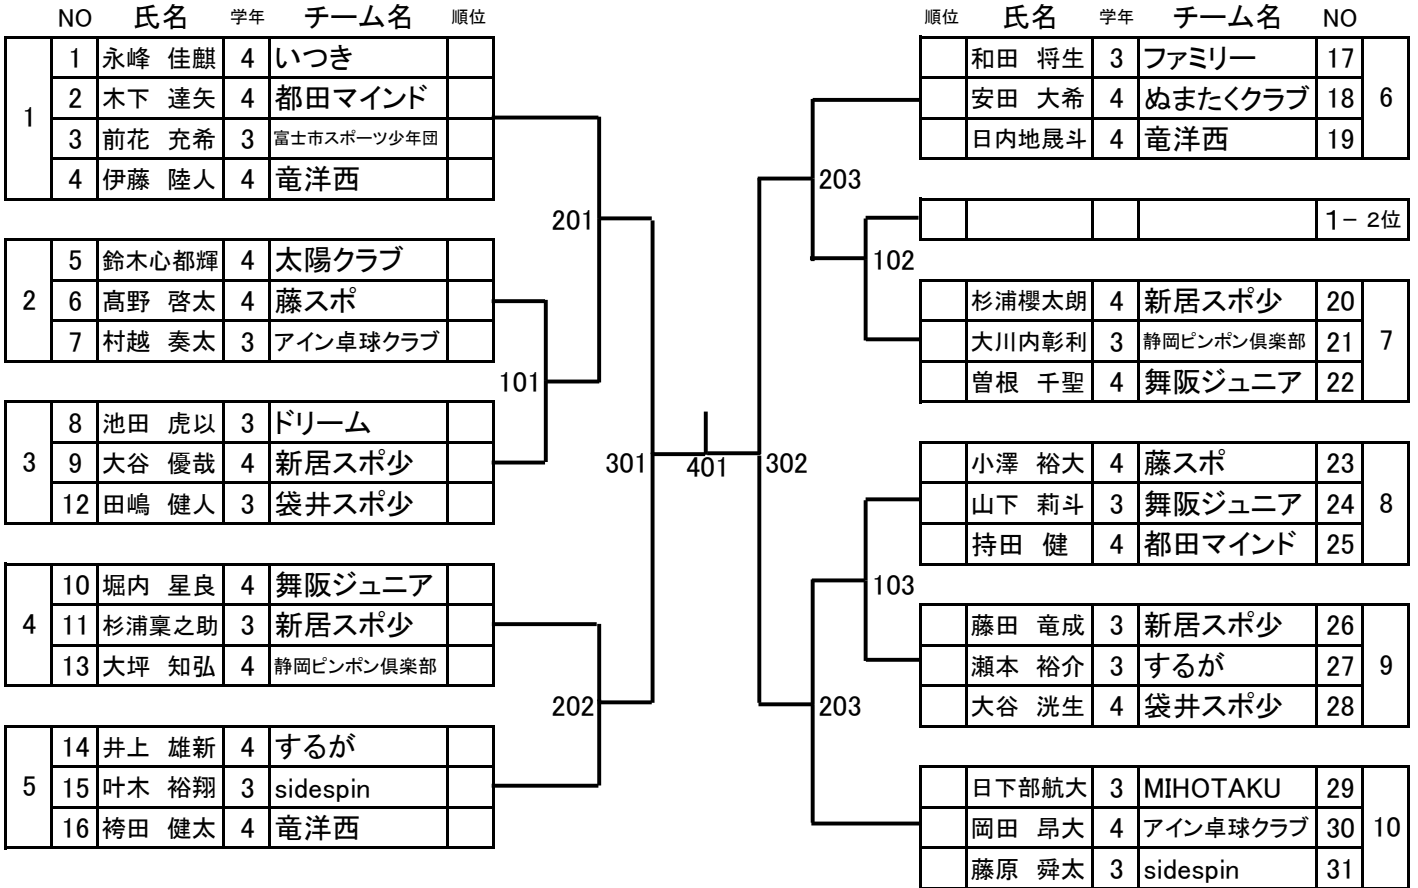 NO 氏名 学年 チーム名 順位
1
1 永峰 佳麒 4 いつき
2 木下 達矢 4 都田マインド
3 前花 充希 3 富士市スポーツ少年団
4 伊藤 陸人 4 竜洋西
2
5 鈴木心都輝 4 太陽クラブ
6 髙野 啓太 4 藤スポ
7 村越 奏太 3 アイン卓球クラブ
3
8 池田 虎以 3 ドリーム
9 大谷 優哉 4 新居スポ少
12 田嶋 健人 3 袋井スポ少
4
10 堀内 星良 4 舞阪ジュニア
11 杉浦稟之助 3 新居スポ少
13 大坪 知弘 4 静岡ピンポン倶楽部
5
14 井上 雄新 4 するが
15 叶木 裕翔 3 sidespin
16 袴田 健太 4 竜洋西
201
101
301
202
401
302
203
102
103
203
順位 氏名 学年 チーム名 NO
和田 将生 3 ファミリー 17
安田 大希 4 ぬまたくクラブ 18
日内地晟斗 4 竜洋西 19
6
1－ 2位
杉浦櫻太朗 4 新居スポ少 20
大川内彰利 3 静岡ピンポン倶楽部 21
曽根 千聖 4 舞阪ジュニア 22
7
小澤 裕大 4 藤スポ 23
山下 莉斗 3 舞阪ジュニア 24
持田 健 4 都田マインド 25
8
藤田 竜成 3 新居スポ少 26
瀬本 裕介 3 するが 27
大谷 洸生 4 袋井スポ少 28
9
日下部航大 3 MIHOTAKU 29
岡田 昂大 4 アイン卓球クラブ 30
藤原 舜太 3 sidespin 31
10